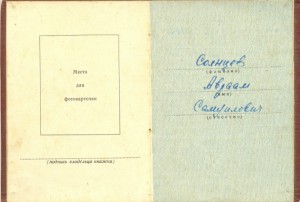 Место
для
фотокарточки
(подпись владельца книжки)
Солнцев
(фамилия)
Авраам
(имя)
Самуилович
(отчество)